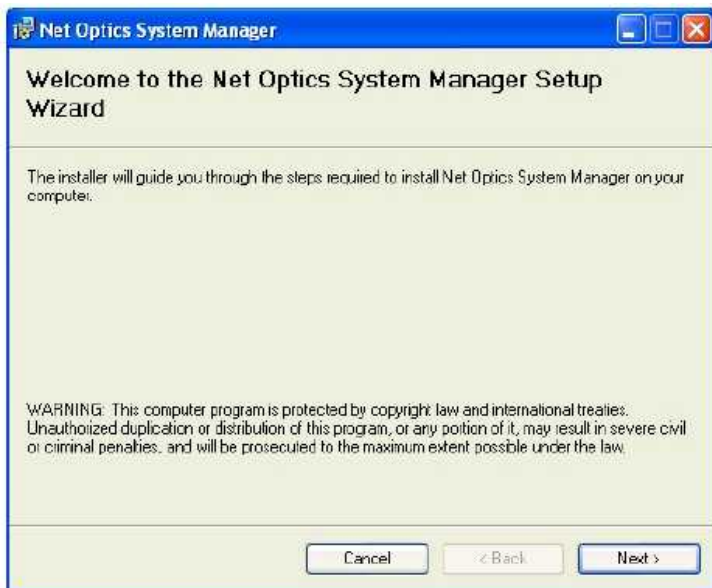 Net Optics System Manager
Welcome to the Net Optics System Manager Setup
Wizard
The installer will guide you through the steps required to install Net Optics System Manager on your
computer.
WARNING: This computer program is protected by copyright law and international treaties.
Unauthorized duplication or distribution of this program, or any portion of it, may result in severe civil
or criminal penalties, and will be prosecuted to the maximum extent possible under the law.
Cancel
< Back
Next >